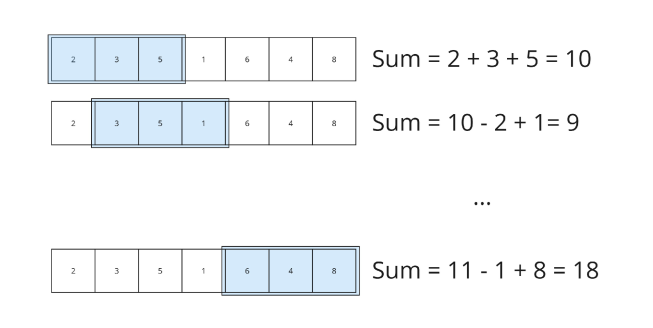 2 3 5 1 6 4 8 Sum = 2 + 3 + 5 = 10
2 3 5 1 6 4 8 Sum = 10 - 2 + 1= 9
...
2 3 5 1 6 4 8 Sum = 11 - 1 + 8 = 18